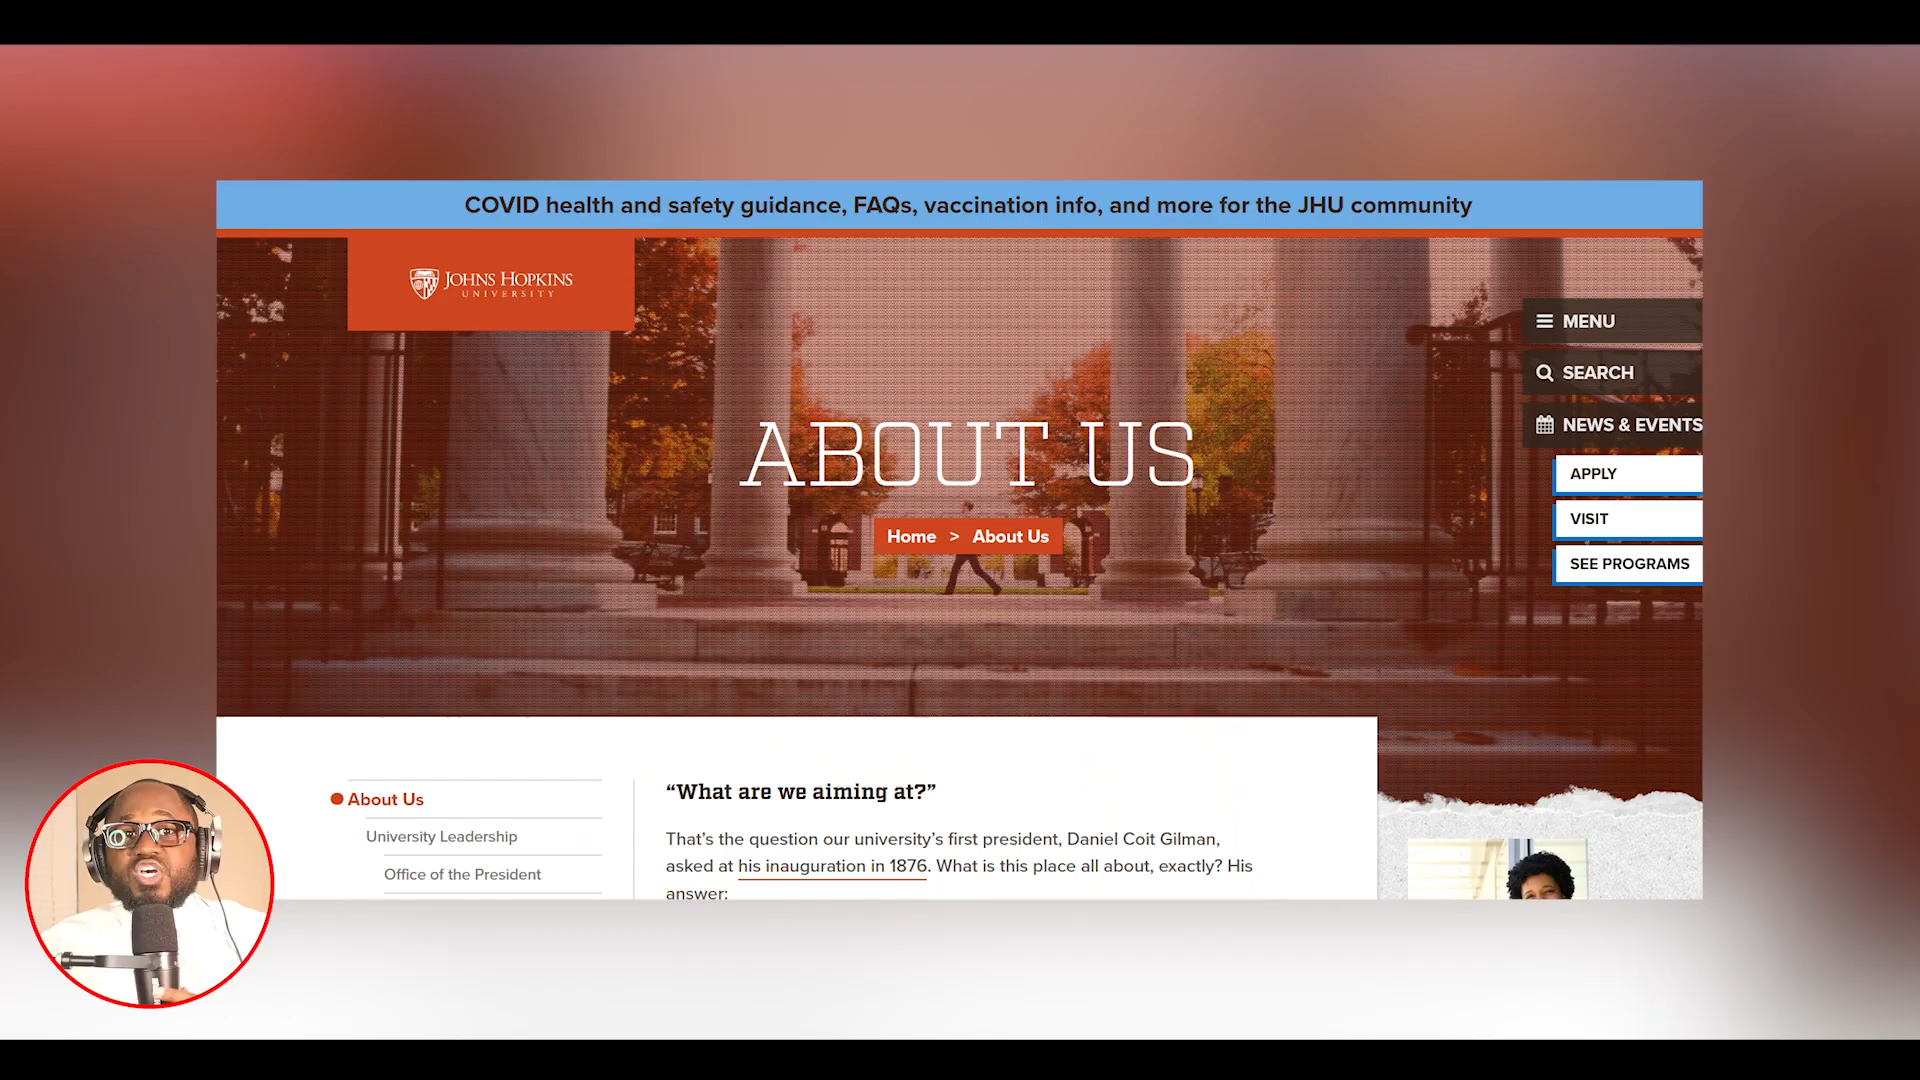 COVID health and safety guidance, FAQs, vaccination info, and more for the JHU community
JOHNS HOPKINS
UNIVERSITY
MENU
SEARCH
NEWS & EVENTS
ABOUT US
APPLY
VISIT
Home > About Us
SEE PROGRAMS
About Us
University Leadership
Office of the President
“What are we aiming at?”
That’s the question our university’s first president, Daniel Coit Gilman,
asked at his inauguration in 1876. What is this place all about, exactly? His
answer: